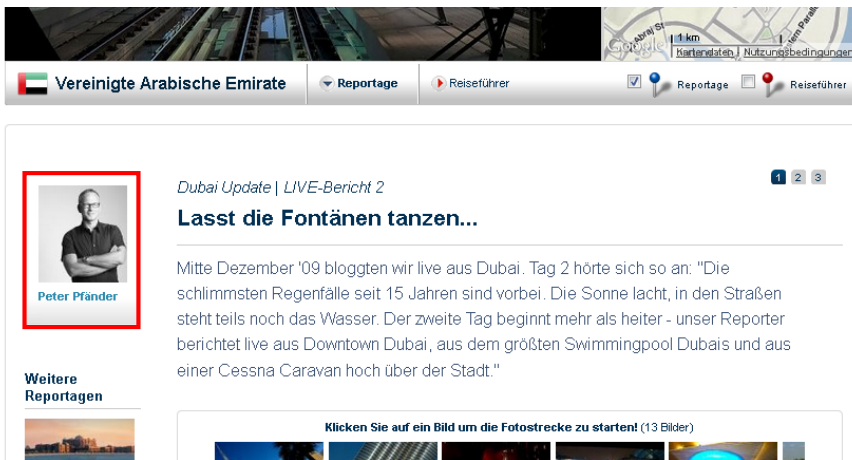 Abraj St
1 km
Google
Kartendaten Nutzungsbedingungen
Vereinigte Arabische Emirate
Reportage
Reiseführer
Reportage
Reiseführer
Dubai Update | LIVE-Bericht 2
1 2 3
Lasst die Fontänen tanzen...
Mitte Dezember '09 bloggten wir live aus Dubai. Tag 2 hörte sich so an: "Die
schlimmsten Regenfälle seit 15 Jahren sind vorbei. Die Sonne lacht, in den Straßen
steht teils noch das Wasser. Der zweite Tag beginnt mehr als heiter - unser Reporter
berichtet live aus Downtown Dubai, aus dem größten Swimmingpool Dubais und aus
einer Cessna Caravan hoch über der Stadt."
Peter Pfänder
Weitere
Reportagen
Klicken Sie auf ein Bild um die Fotostrecke zu starten! (13 Bilder)